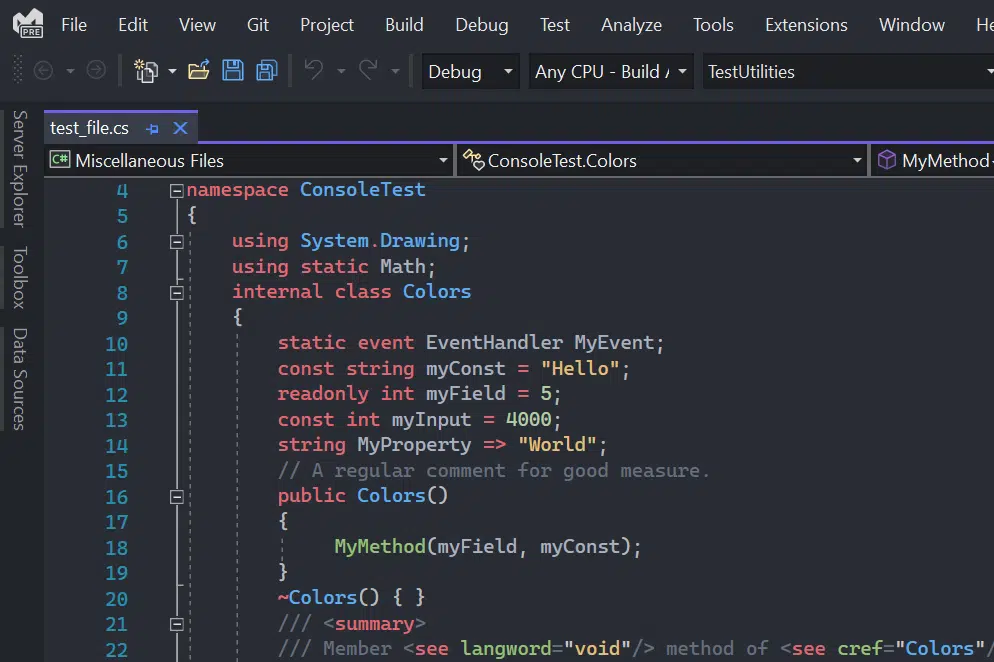 PRE File Edit View Git Project Build Debug Test Analyze Tools Extensions Window He
Debug Any CPU - Build TestUtilities
Server Explorer
Toolbox
Data Sources
test_file.cs
C# Miscellaneous Files ConsoleTest.Colors MyMethod
4 namespace ConsoleTest
5 {
6 using System.Drawing;
7 using static Math;
8 internal class Colors
9 {
10 static event EventHandler MyEvent;
11 const string myConst = "Hello";
12 readonly int myField = 5;
13 const int myInput = 4000;
14 string MyProperty => "World";
15 // A regular comment for good measure.
16 public Colors()
17 {
18 MyMethod(myField, myConst);
19 }
20 ~Colors() { }
21 /// <summary>
22 /// Member <see langword="void"/> method of <see cref="Colors"/